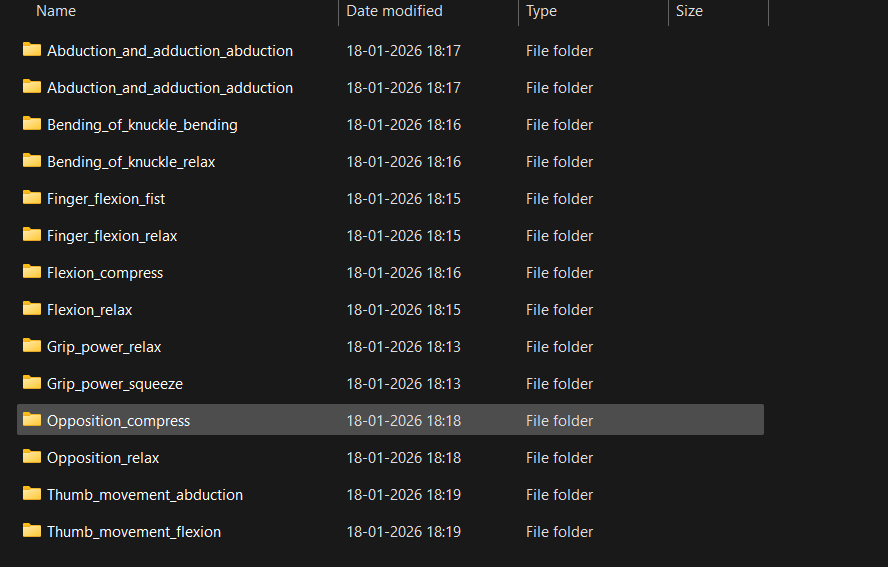 Name Date modified Type Size
Abduction_and_adduction_abduction 18-01-2026 18:17 File folder
Abduction_and_adduction_adduction 18-01-2026 18:17 File folder
Bending_of_knuckle_bending 18-01-2026 18:16 File folder
Bending_of_knuckle_relax 18-01-2026 18:16 File folder
Finger_flexion_fist 18-01-2026 18:15 File folder
Finger_flexion_relax 18-01-2026 18:15 File folder
Flexion_compress 18-01-2026 18:16 File folder
Flexion_relax 18-01-2026 18:15 File folder
Grip_power_relax 18-01-2026 18:13 File folder
Grip_power_squeeze 18-01-2026 18:13 File folder
Opposition_compress 18-01-2026 18:18 File folder
Opposition_relax 18-01-2026 18:18 File folder
Thumb_movement_abduction 18-01-2026 18:19 File folder
Thumb_movement_flexion 18-01-2026 18:19 File folder